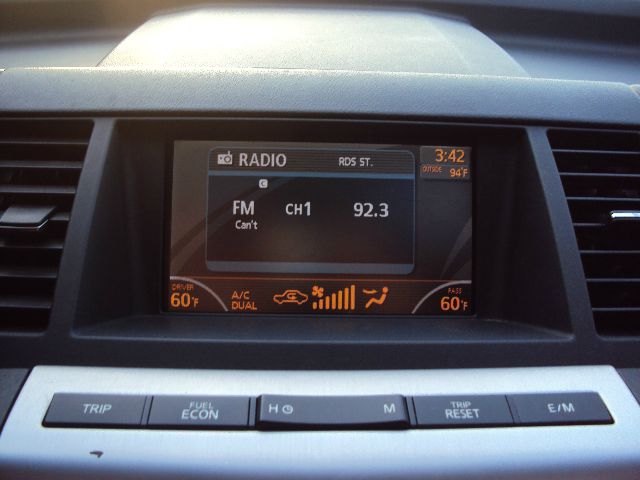 RADIO RDS ST. 3:42
OUTSIDE 94°F
C
FM CH1 92.3
Can't
DRIVER PASS
60°F A/C 60°F
DUAL
TRIP FUEL ECON H M TRIP RESET E/M